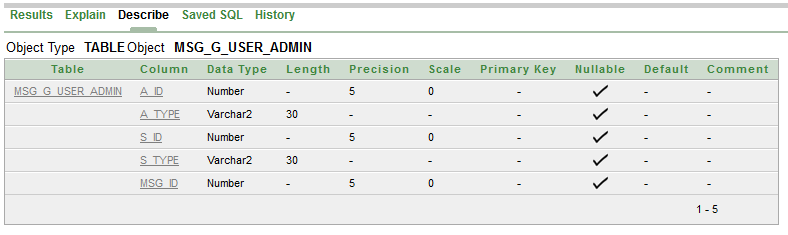 Results Explain Describe Saved SQL History
Object Type TABLE Object MSG_G_USER_ADMIN
Table Column Data Type Length Precision Scale Primary Key Nullable Default Comment
MSG_G_USER_ADMIN A_ID Number - 5 0 - ✓ - -
A_TYPE Varchar2 30 - - - ✓ - -
S_ID Number - 5 0 - ✓ - -
S_TYPE Varchar2 30 - - - ✓ - -
MSG_ID Number - 5 0 - ✓ - -
1 - 5